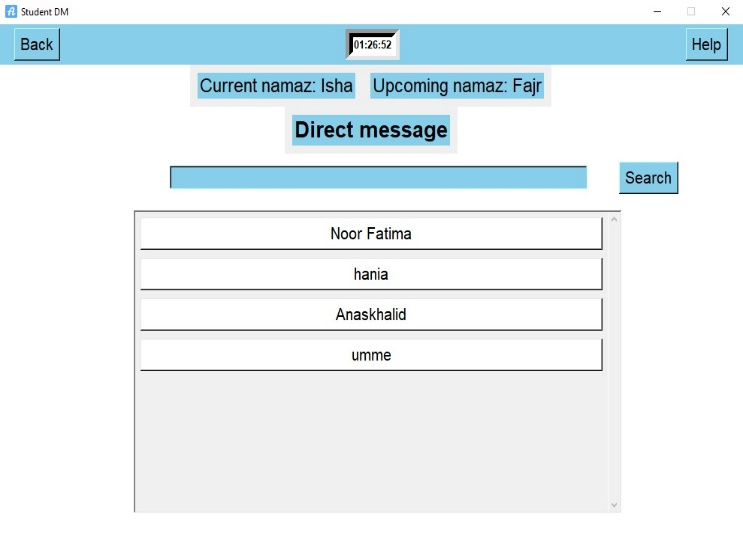 Student DM
Back
01:26:52
Help
Current namaz: Isha
Upcoming namaz: Fajr
Direct message
Search
Noor Fatima
hania
Anaskhalid
umme